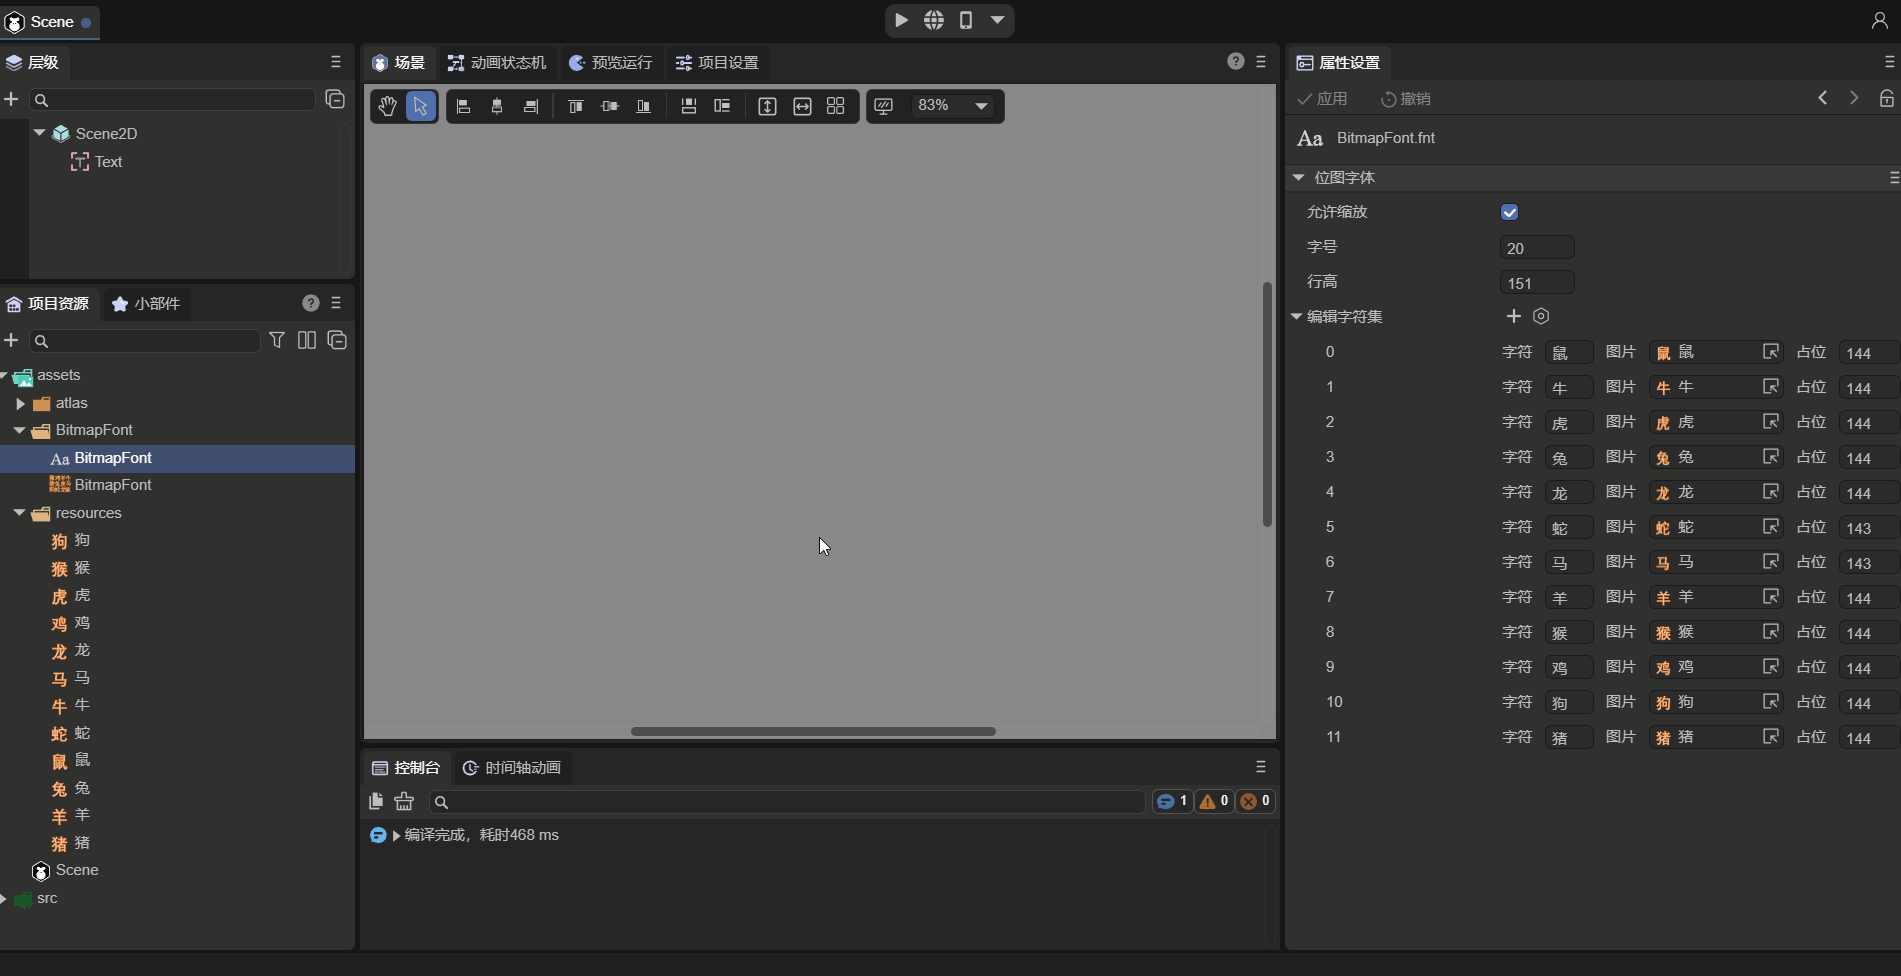 Scene
层级
Scene2D
Text
项目资源 小部件
assets
atlas
BitmapFont
Aa BitmapFont
BitmapFont
resources
狗 狗
猴 猴
虎 虎
鸡 鸡
龙 龙
马 马
牛 牛
蛇 蛇
鼠 鼠
兔 兔
羊 羊
猪 猪
Scene
src
场景 动画状态机 预览运行 项目设置
83%
控制台 时间轴动画
1 0 0
编译完成，耗时468 ms
属性设置
应用 撤销
Aa BitmapFont.fnt
位图字体
允许缩放
字号 20
行高 151
编辑字符集
0 字符 鼠 图片 鼠 鼠 占位 144
1 字符 牛 图片 牛 牛 占位 144
2 字符 虎 图片 虎 虎 占位 144
3 字符 兔 图片 兔 兔 占位 144
4 字符 龙 图片 龙 龙 占位 144
5 字符 蛇 图片 蛇 蛇 占位 143
6 字符 马 图片 马 马 占位 143
7 字符 羊 图片 羊 羊 占位 144
8 字符 猴 图片 猴 猴 占位 144
9 字符 鸡 图片 鸡 鸡 占位 144
10 字符 狗 图片 狗 狗 占位 144
11 字符 猪 图片 猪 猪 占位 144